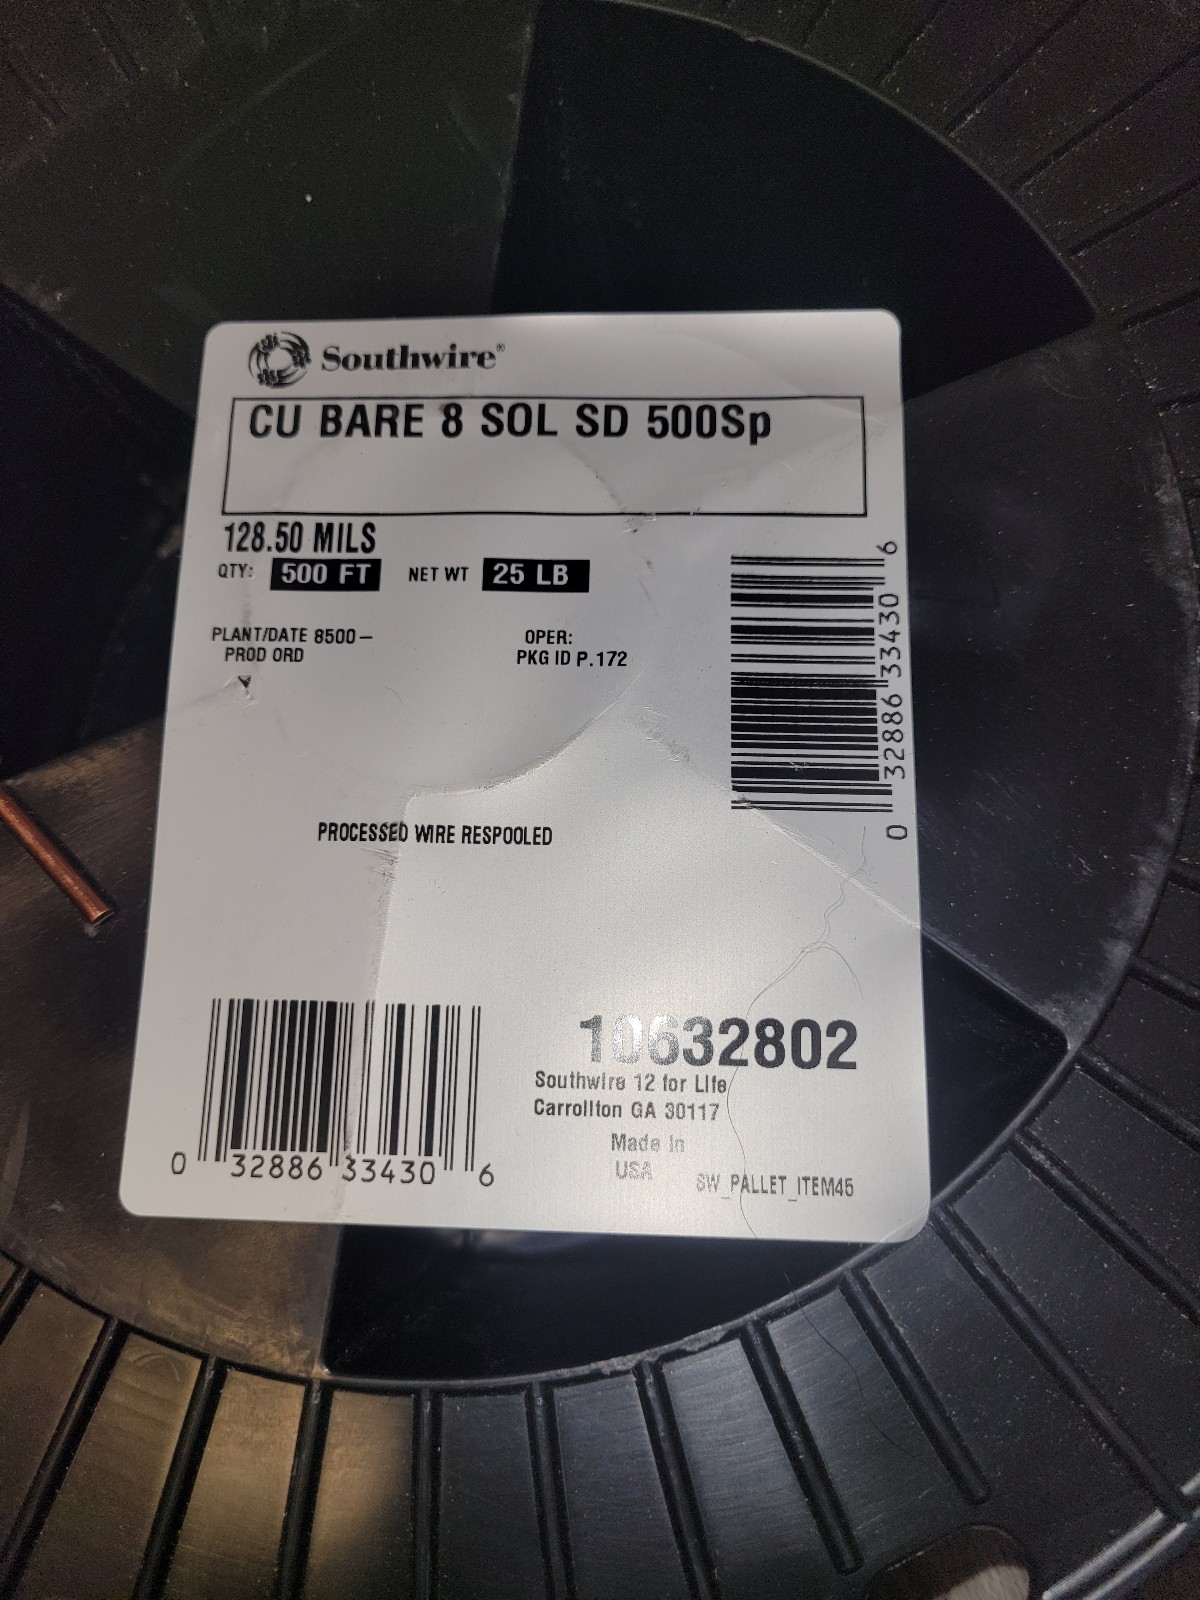 Southwire®
CU BARE 8 SOL SD 500Sp
128.50 MILS
QTY: 500 FT NET WT 25 LB
PLANT/DATE 8500– OPER:
PROD ORD PKG ID P.172
0 32886 33430 6
PROCESSED WIRE RESPOOLED
0 32886 33430 6
10632802
Southwire 12 for Life
Carrollton GA 30117
Made In
USA
SW_PALLET_ITEM45